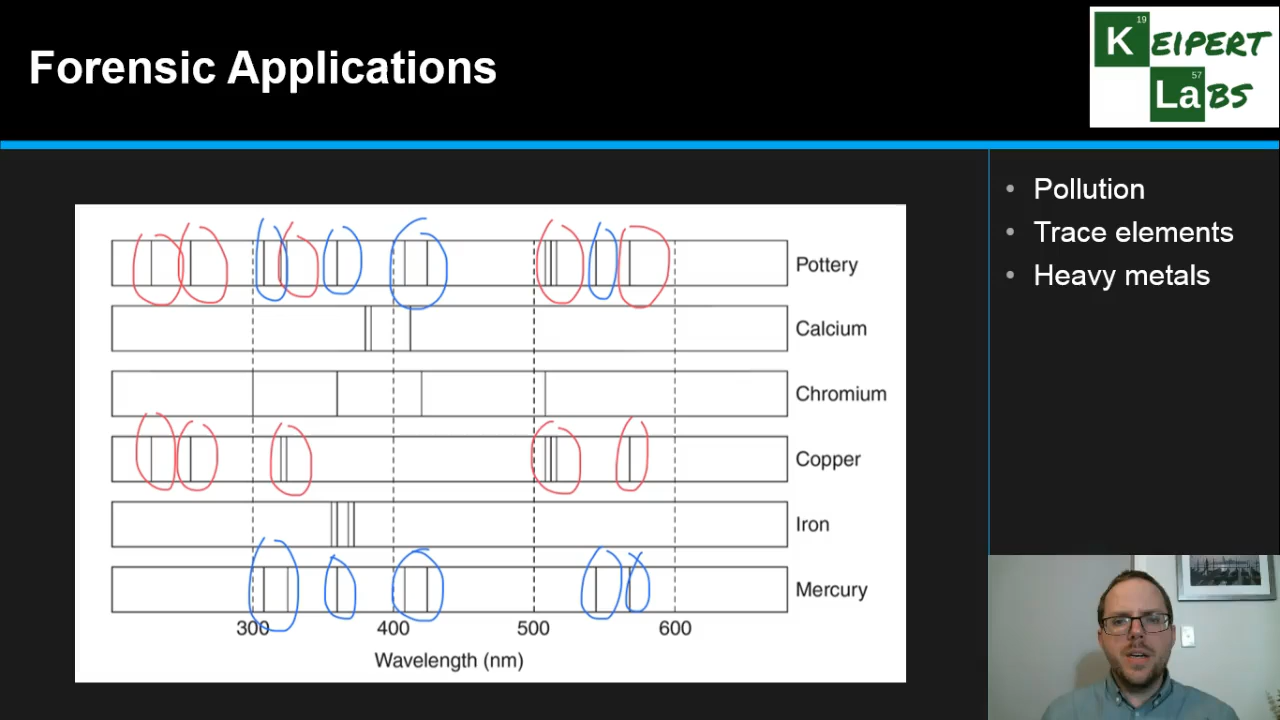 Forensic Applications
19
KEIPERT
57
LaBS
Pottery
Calcium
Chromium
Copper
Iron
Mercury
300 400 500 600
Wavelength (nm)
• Pollution
• Trace elements
• Heavy metals